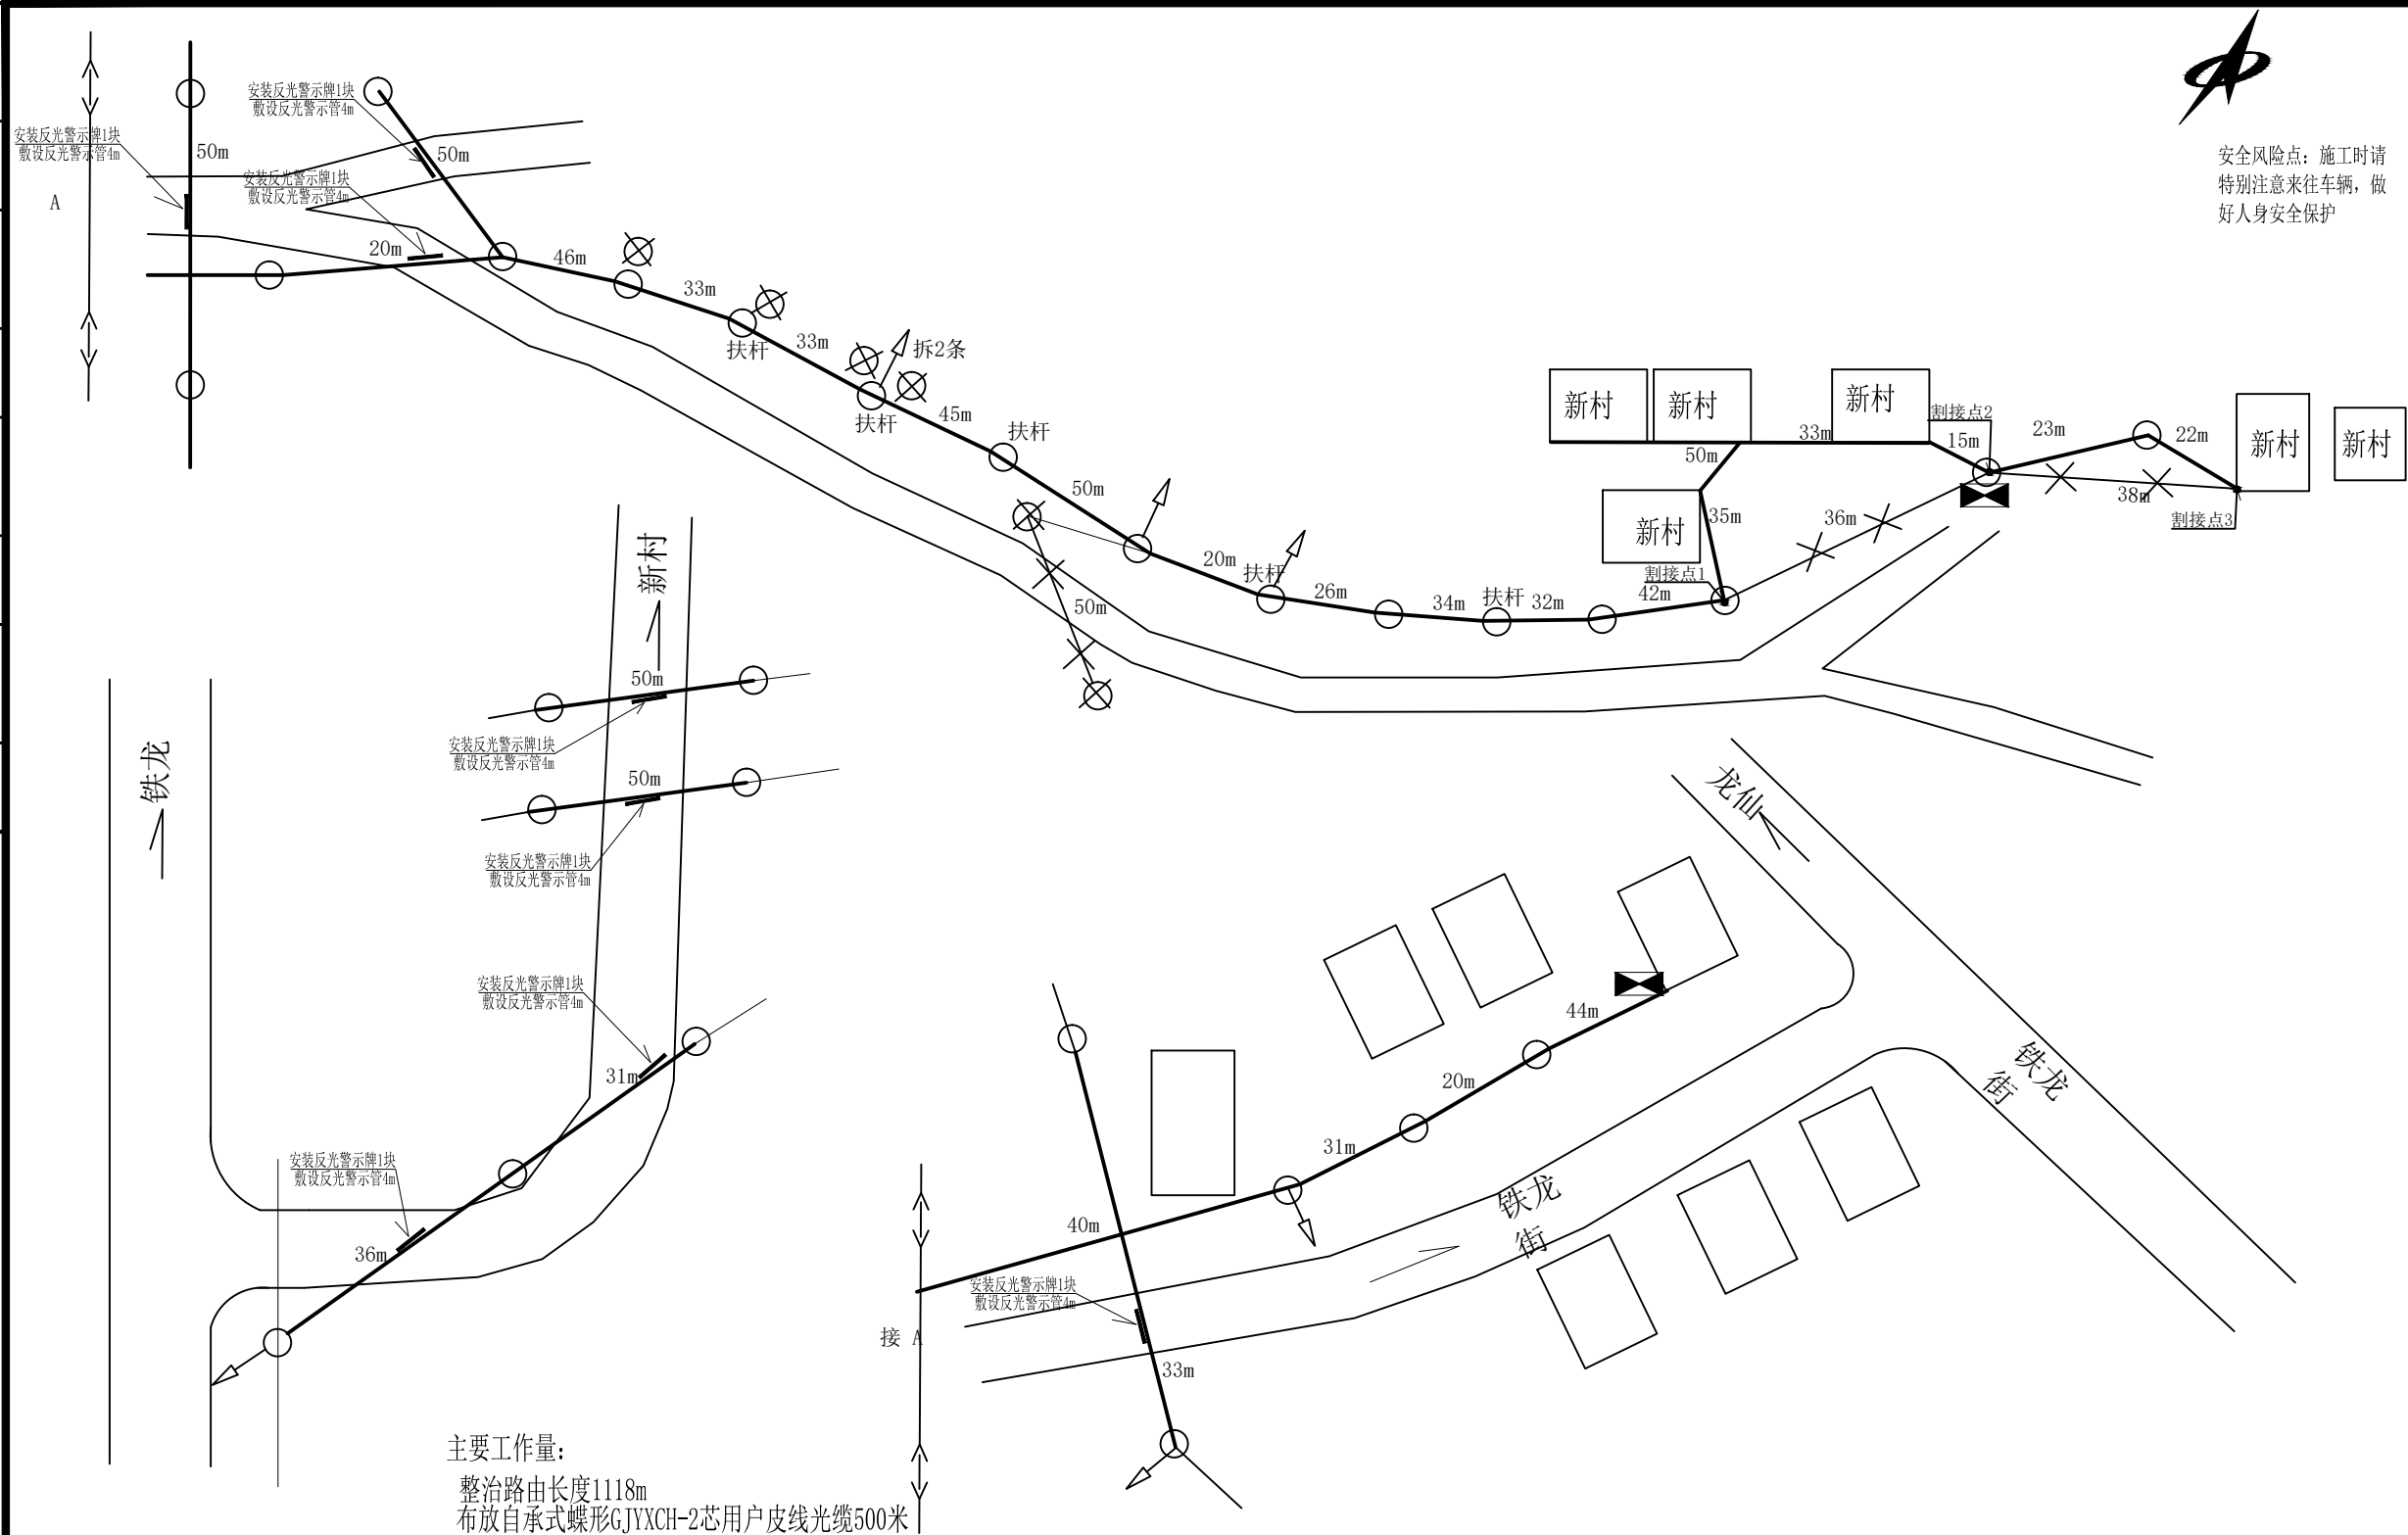 安装反光警示牌1块
敷设反光警示管4m
安装反光警示牌1块
敷设反光警示管4m
50m
50m
安装反光警示牌1块
敷设反光警示管4m
A
20m
46m
33m
扶杆
33m
拆2条
扶杆
45m
扶杆
50m
50m
20m
扶杆
26m
34m
扶杆
32m
42m
割接点1
35m
36m
50m
33m
15m
割接点2
23m
22m
38m
割接点3
新村
新村
新村
新村
新村
新村
安全风险点：施工时请
特别注意来往车辆，做
好人身安全保护
铁龙
新村
50m
安装反光警示牌1块
敷设反光警示管4m
50m
安装反光警示牌1块
敷设反光警示管4m
安装反光警示牌1块
敷设反光警示管4m
31m
安装反光警示牌1块
敷设反光警示管4m
36m
龙仙
铁龙
街
44m
20m
31m
40m
铁龙
街
安装反光警示牌1块
敷设反光警示管4m
接 A
33m
主要工作量：
整治路由长度1118m
布放自承式蝶形GJYXCH-2芯用户皮线光缆500米